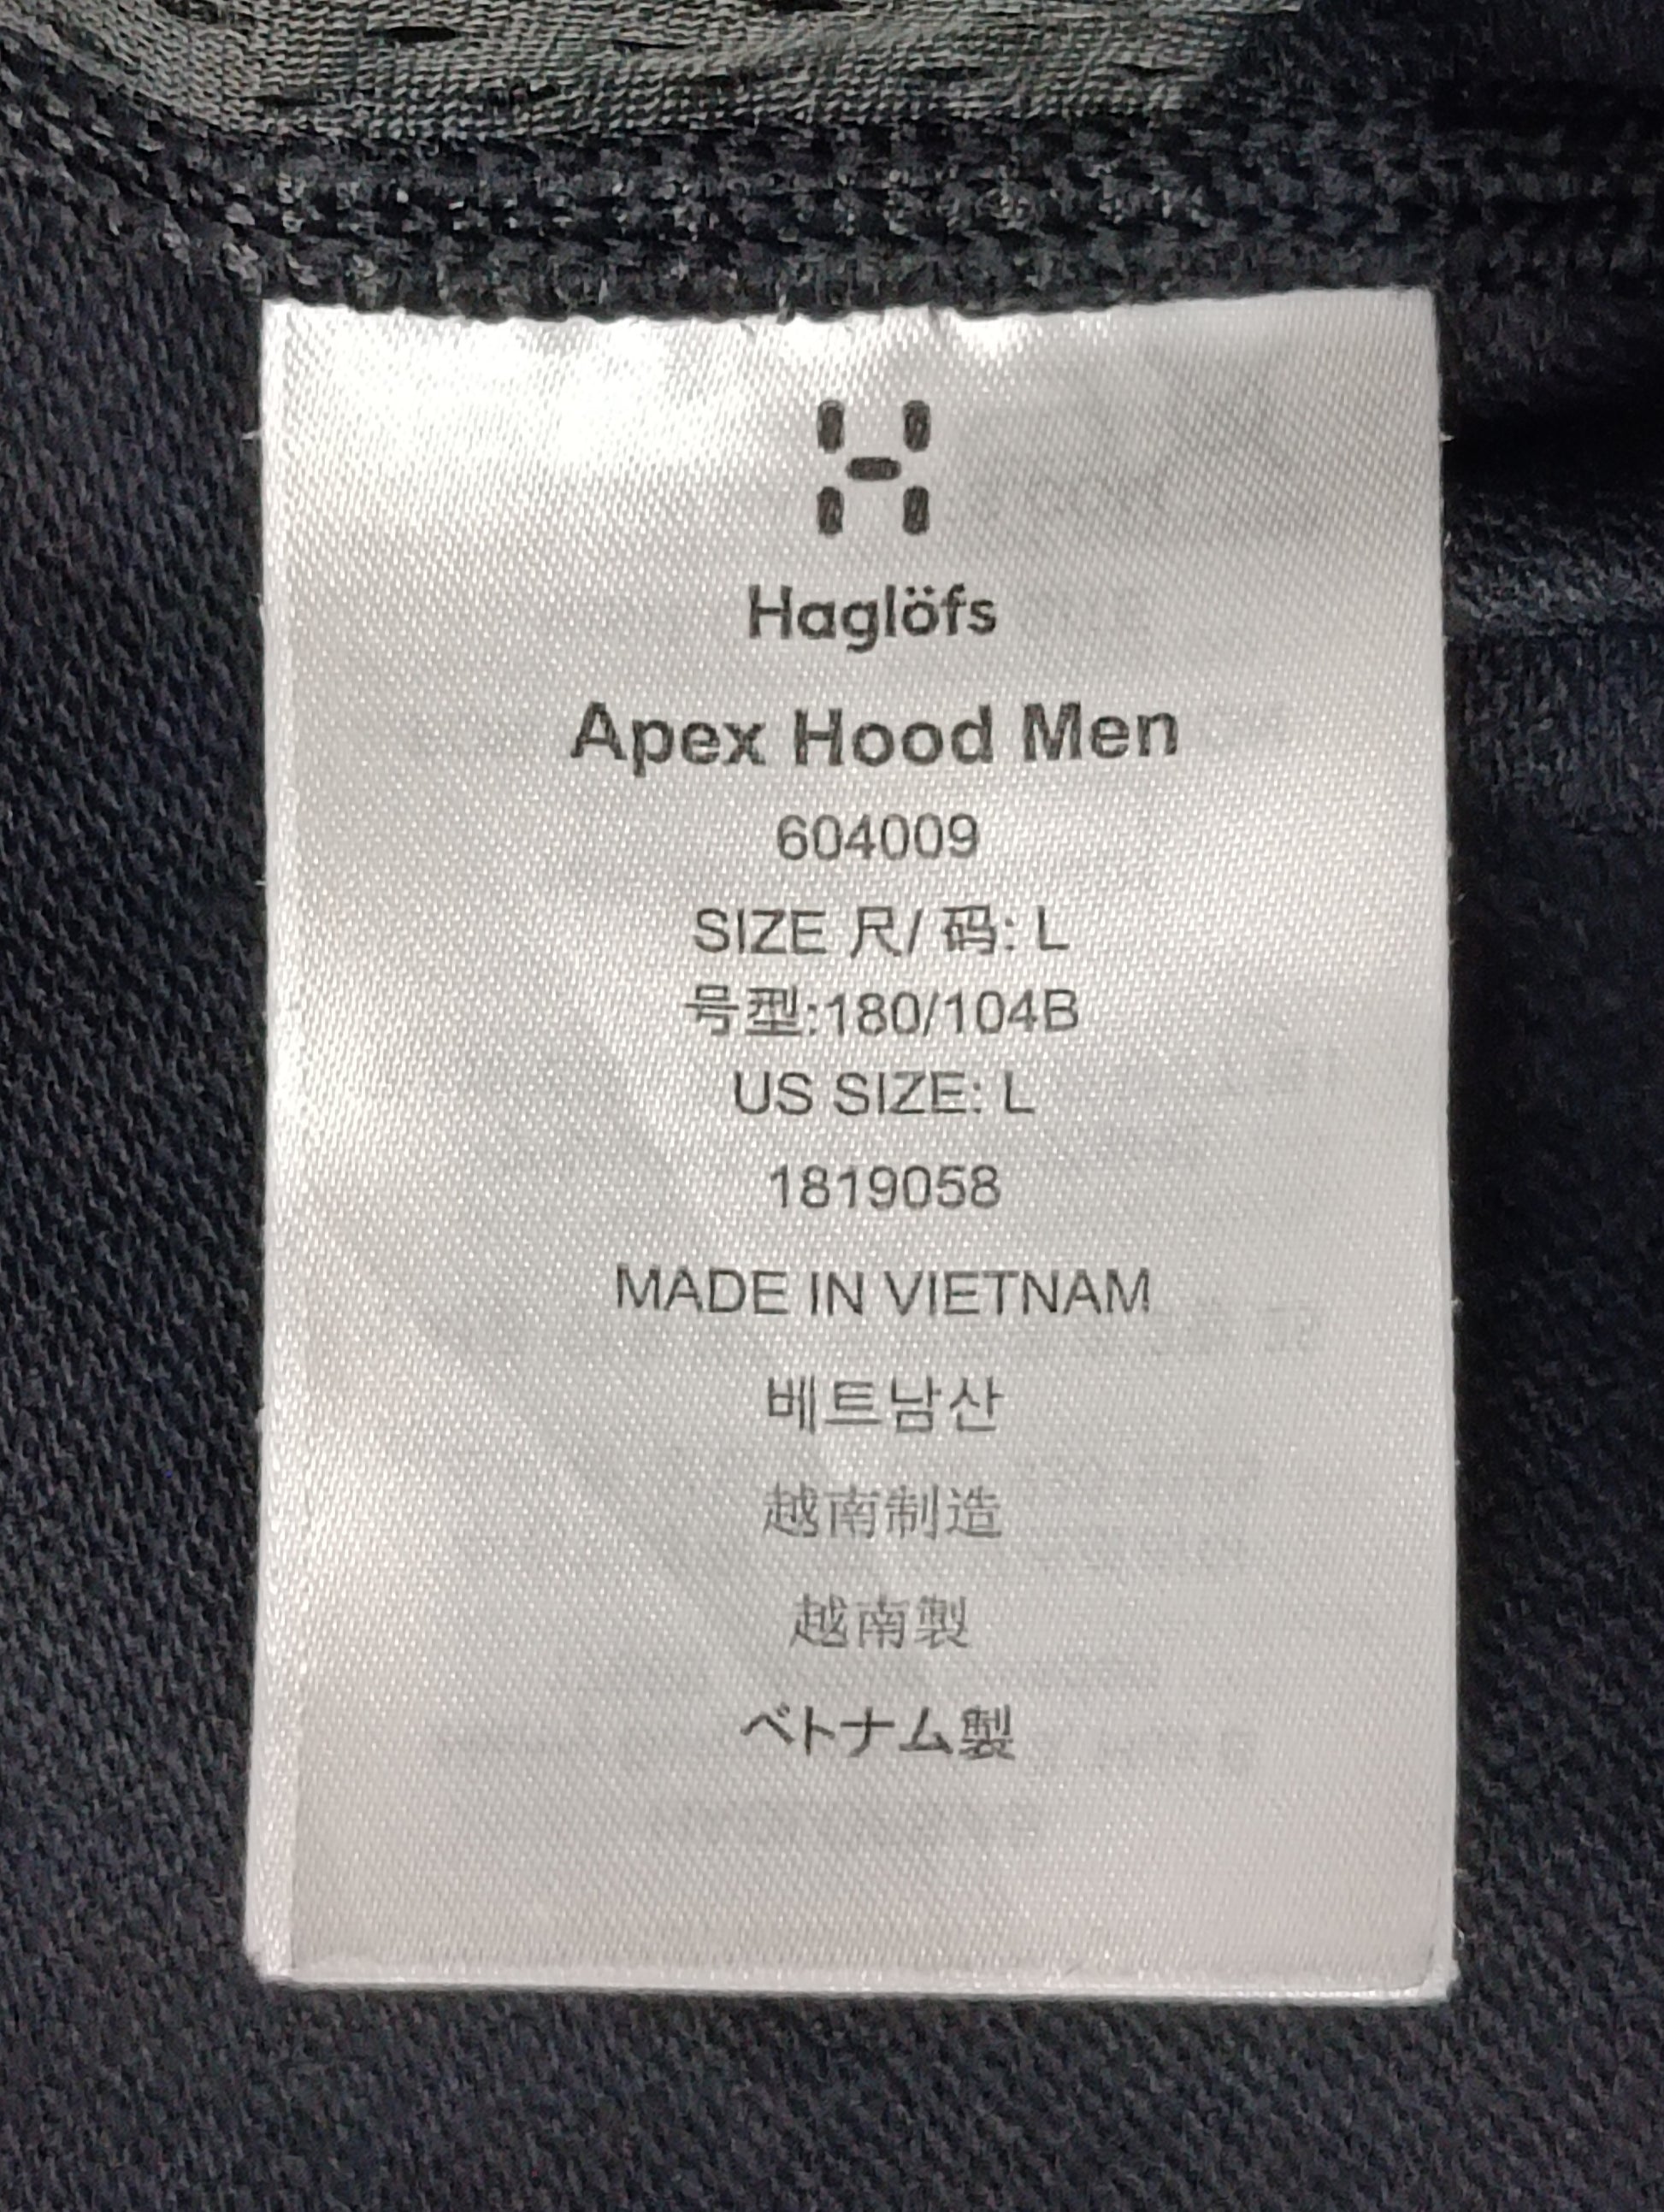 Haglöfs
Apex Hood Men
604009
SIZE 尺/ 码: L
号型:180/104B
US SIZE: L
1819058
MADE IN VIETNAM
베트남산
越南制造
越南製
ベトナム製